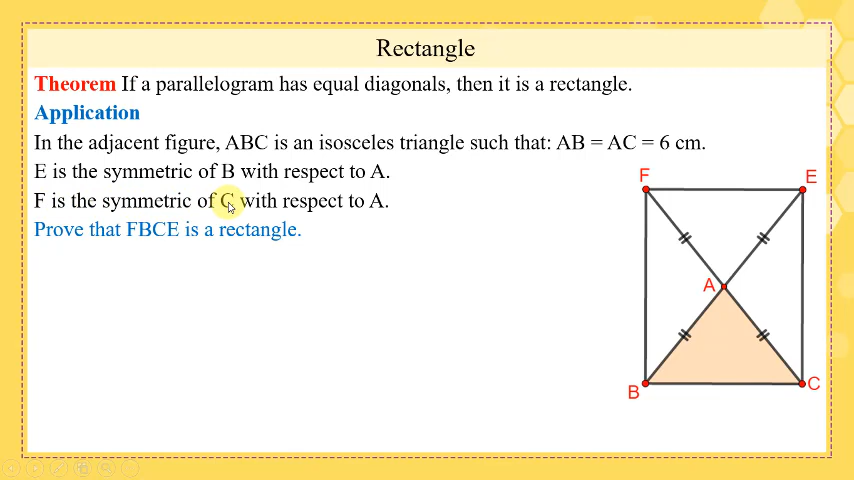 Rectangle
Theorem If a parallelogram has equal diagonals, then it is a rectangle.
Application
In the adjacent figure, ABC is an isosceles triangle such that: AB = AC = 6 cm.
E is the symmetric of B with respect to A.
F is the symmetric of C with respect to A.
Prove that FBCE is a rectangle.
F
E
A
B
C